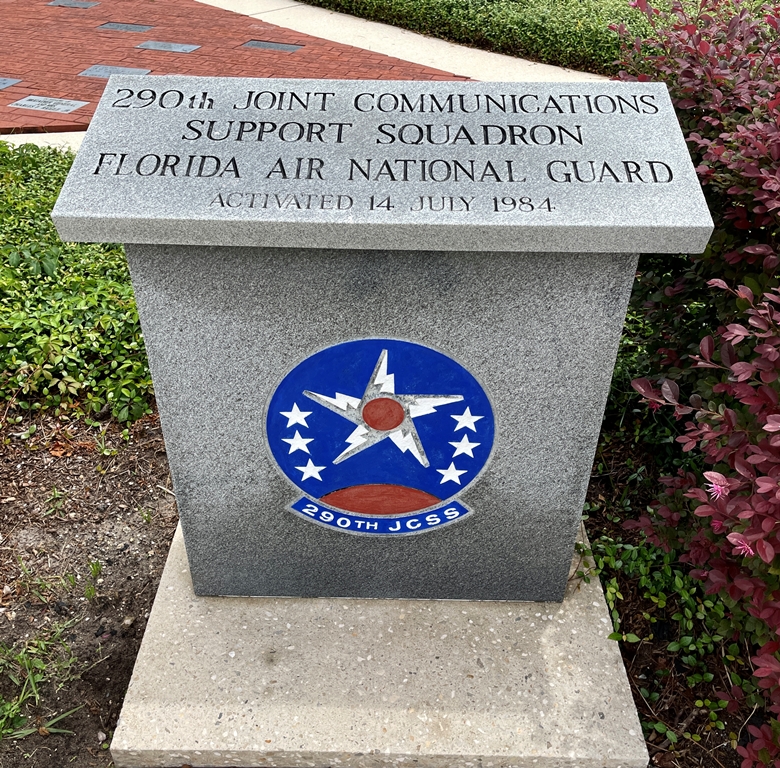 290th JOINT COMMUNICATIONS
SUPPORT SQUADRON
FLORIDA AIR NATIONAL GUARD
ACTIVATED 14 JULY 1984
290TH JCSS